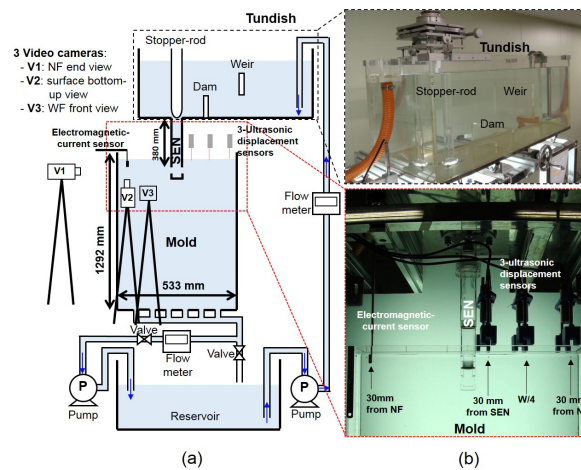 Tundish
Stopper-rod
3 Video cameras:
- V1: NF end view
- V2: surface bottom-
up view
- V3: WF front view
Weir
Dam
Electromagnetic-
current sensor
380 mm
SEN
3-Ultrasonic
displacement
sensors
V1
V2
V3
Flow
meter
1292 mm
Mold
533 mm
Valve
Flow
meter
Valve
P
Pump
P
Pump
Reservoir
(a)
Tundish
Stopper-rod
Weir
Dam
3-ultrasonic
displacement
sensors
SEN
Electromagnetic-
current sensor
30mm
from NF
30 mm
from SEN
W/4
30 m
from N
Mold
(b)